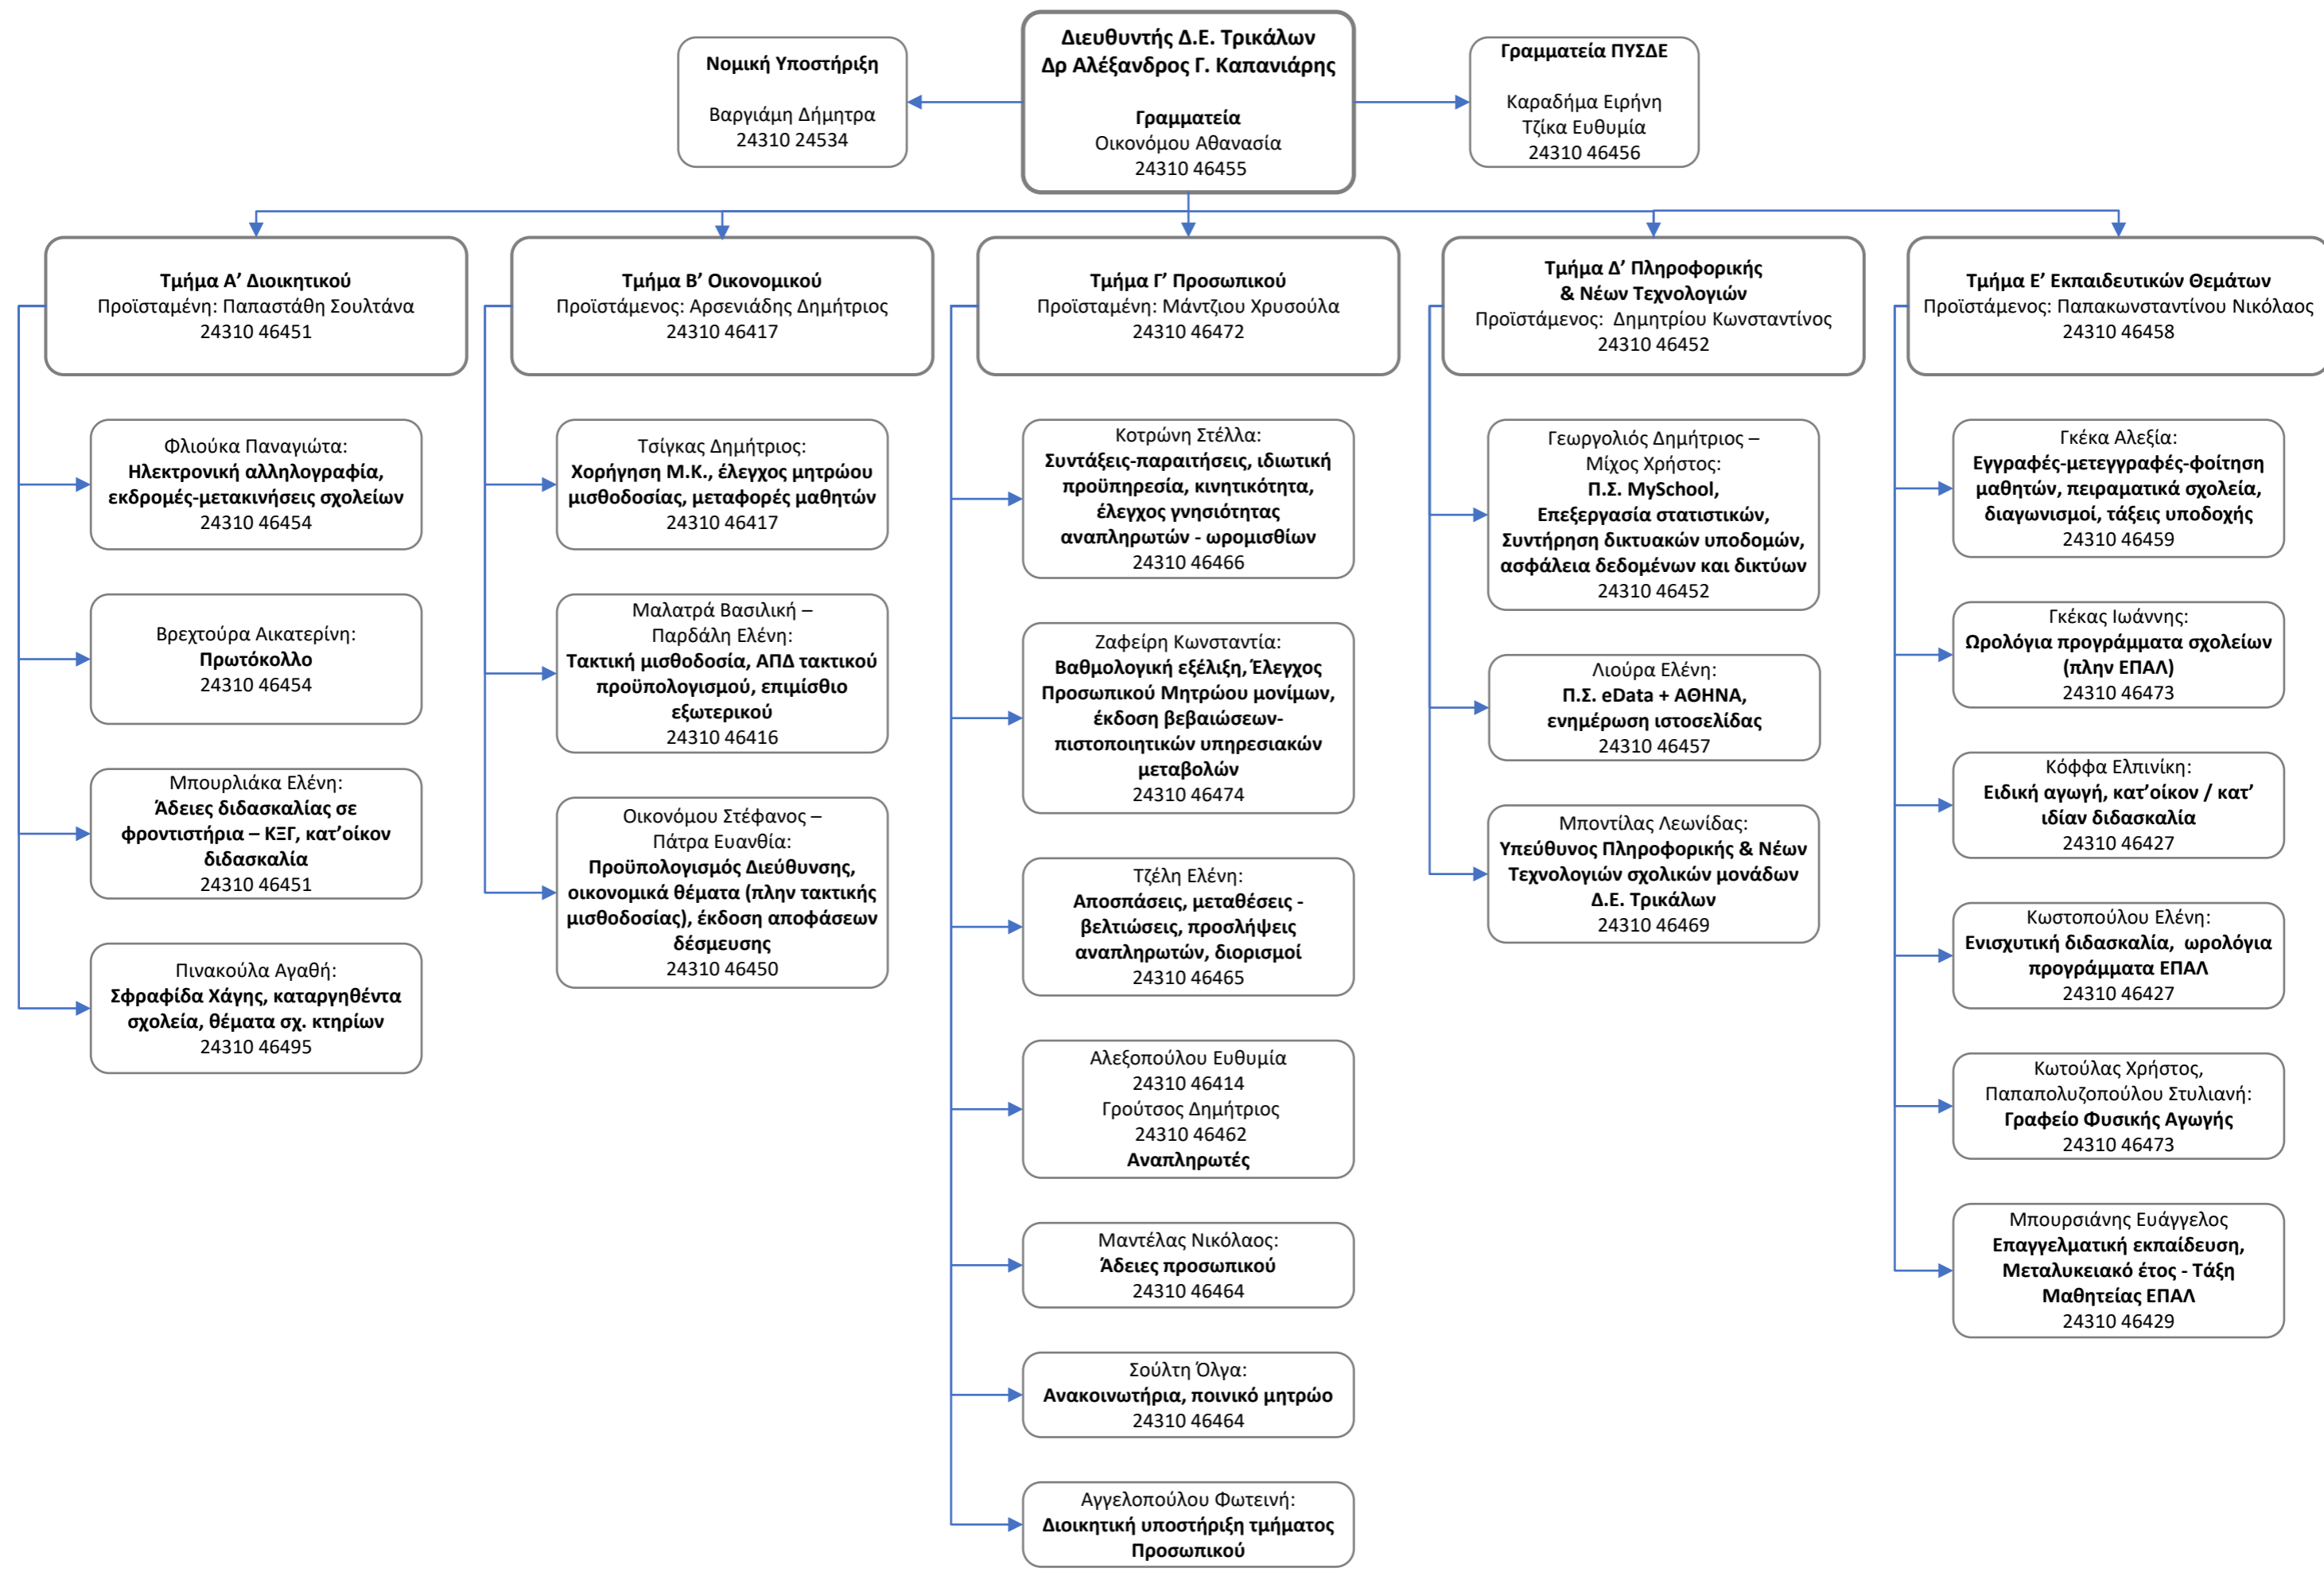 Νομική Υποστήριξη
Βαργιάμη Δήμητρα
24310 24534
Διευθυντής Δ.Ε. Τρικάλων
Δρ Αλέξανδρος Γ. Καπανιάρης
Γραμματεία
Οικονόμου Αθανασία
24310 46455
Γραμματεία ΠΥΣΔΕ
Καραδήμα Ειρήνη
Τζίκα Ευθυμία
24310 46456
Τμήμα Α’ Διοικητικού
Προϊσταμένη: Παπαστάθη Σουλτάνα
24310 46451
Φλιούκα Παναγιώτα:
Ηλεκτρονική αλληλογραφία,
εκδρομές-μετακινήσεις σχολείων
24310 46454
Βρεχτούρα Αικατερίνη:
Πρωτόκολλο
24310 46454
Μπουρλιάκα Ελένη:
Άδειες διδασκαλίας σε
φροντιστήρια – ΚΞΓ, κατ’οίκον
διδασκαλία
24310 46451
Πινακούλα Αγαθή:
Σφραφίδα Χάγης, καταργηθέντα
σχολεία, θέματα σχ. κτηρίων
24310 46495
Τμήμα Β’ Οικονομικού
Προϊστάμενος: Αρσενιάδης Δημήτριος
24310 46417
Τσίγκας Δημήτριος:
Χορήγηση Μ.Κ., έλεγχος μητρώου
μισθοδοσίας, μεταφορές μαθητών
24310 46417
Μαλατρά Βασιλική –
Παρδάλη Ελένη:
Τακτική μισθοδοσία, ΑΠΔ τακτικού
προϋπολογισμού, επιμίσθιο
εξωτερικού
24310 46416
Οικονόμου Στέφανος –
Πάτρα Ευανθία:
Προϋπολογισμός Διεύθυνσης,
οικονομικά θέματα (πλην τακτικής
μισθοδοσίας), έκδοση αποφάσεων
δέσμευσης
24310 46450
Τμήμα Γ’ Προσωπικού
Προϊσταμένη: Μάντζιου Χρυσούλα
24310 46472
Κοτρώνη Στέλλα:
Συντάξεις-παραιτήσεις, ιδιωτική
προϋπηρεσία, κινητικότητα,
έλεγχος γνησιότητας
αναπληρωτών - ωρομισθίων
24310 46466
Ζαφείρη Κωνσταντία:
Βαθμολογική εξέλιξη, Έλεγχος
Προσωπικού Μητρώου μονίμων,
έκδοση βεβαιώσεων-
πιστοποιητικών υπηρεσιακών
μεταβολών
24310 46474
Τζέλη Ελένη:
Αποσπάσεις, μεταθέσεις -
βελτιώσεις, προσλήψεις
αναπληρωτών, διορισμοί
24310 46465
Αλεξοπούλου Ευθυμία
24310 46414
Γρούτσος Δημήτριος
24310 46462
Αναπληρωτές
Μαντέλας Νικόλαος:
Άδειες προσωπικού
24310 46464
Σούλτη Όλγα:
Ανακοινωτήρια, ποινικό μητρώο
24310 46464
Αγγελοπούλου Φωτεινή:
Διοικητική υποστήριξη τμήματος
Προσωπικού
Τμήμα Δ’ Πληροφορικής
& Νέων Τεχνολογιών
Προϊστάμενος:  Δημητρίου Κωνσταντίνος
24310 46452
Γεωργολιός Δημήτριος –
Μίχος Χρήστος:
Π.Σ. MySchool,
Επεξεργασία στατιστικών,
Συντήρηση δικτυακών υποδομών,
ασφάλεια δεδομένων και δικτύων
24310 46452
Λιούρα Ελένη:
Π.Σ. eData + ΑΘΗΝΑ,
ενημέρωση ιστοσελίδας
24310 46457
Μποντίλας Λεωνίδας:
Υπεύθυνος Πληροφορικής & Νέων
Τεχνολογιών σχολικών μονάδων
Δ.Ε. Τρικάλων
24310 46469
Τμήμα Ε’ Εκπαιδευτικών Θεμάτων
Προϊστάμενος: Παπακωνσταντίνου Νικόλαος
24310 46458
Γκέκα Αλεξία:
Εγγραφές-μετεγγραφές-φοίτηση
μαθητών, πειραματικά σχολεία,
διαγωνισμοί, τάξεις υποδοχής
24310 46459
Γκέκας Ιωάννης:
Ωρολόγια προγράμματα σχολείων
(πλην ΕΠΑΛ)
24310 46473
Κόφφα Ελπινίκη:
Ειδική αγωγή, κατ’οίκον / κατ’
ιδίαν διδασκαλία
24310 46427
Κωστοπούλου Ελένη:
Ενισχυτική διδασκαλία,  ωρολόγια
προγράμματα ΕΠΑΛ
24310 46427
Κωτούλας Χρήστος,
Παπαπολυζοπούλου Στυλιανή:
Γραφείο Φυσικής Αγωγής
24310 46473
Μπουρσιάνης Ευάγγελος
Επαγγελματική εκπαίδευση,
Μεταλυκειακό έτος - Τάξη
Μαθητείας ΕΠΑΛ
24310 46429